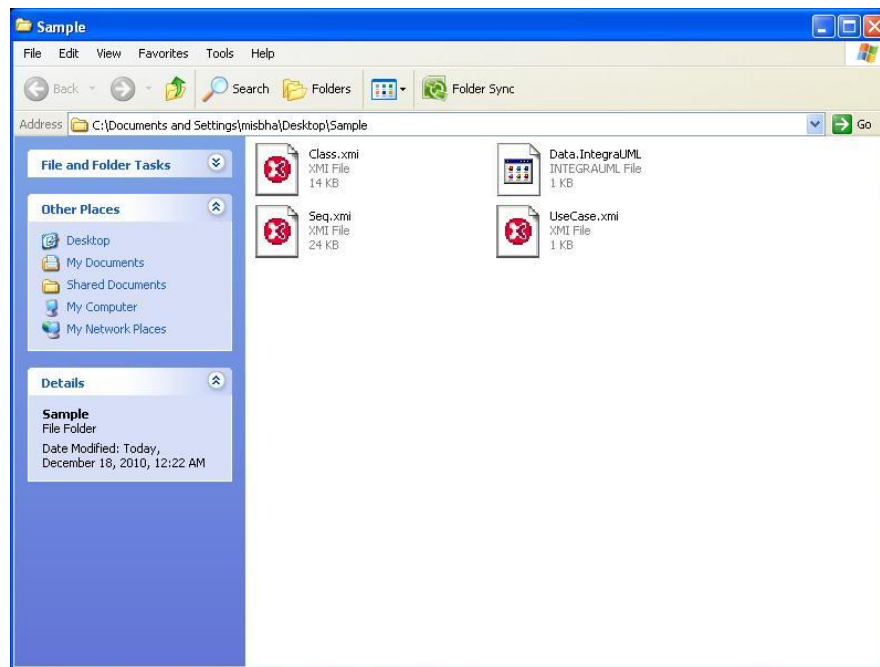 Sample
File Edit View Favorites Tools Help
Back Search Folders Folder Sync
Address C:\Documents and Settings\misbha\Desktop\Sample Go
File and Folder Tasks
Other Places
Desktop
My Documents
Shared Documents
My Computer
My Network Places
Details
Sample
File Folder
Date Modified: Today,
December 18, 2010, 12:22 AM
Class.xmi
XMI File
14 KB
Data.IntegraUML
INTEGRAUML File
1 KB
Seq.xmi
XMI File
24 KB
UseCase.xmi
XMI File
1 KB